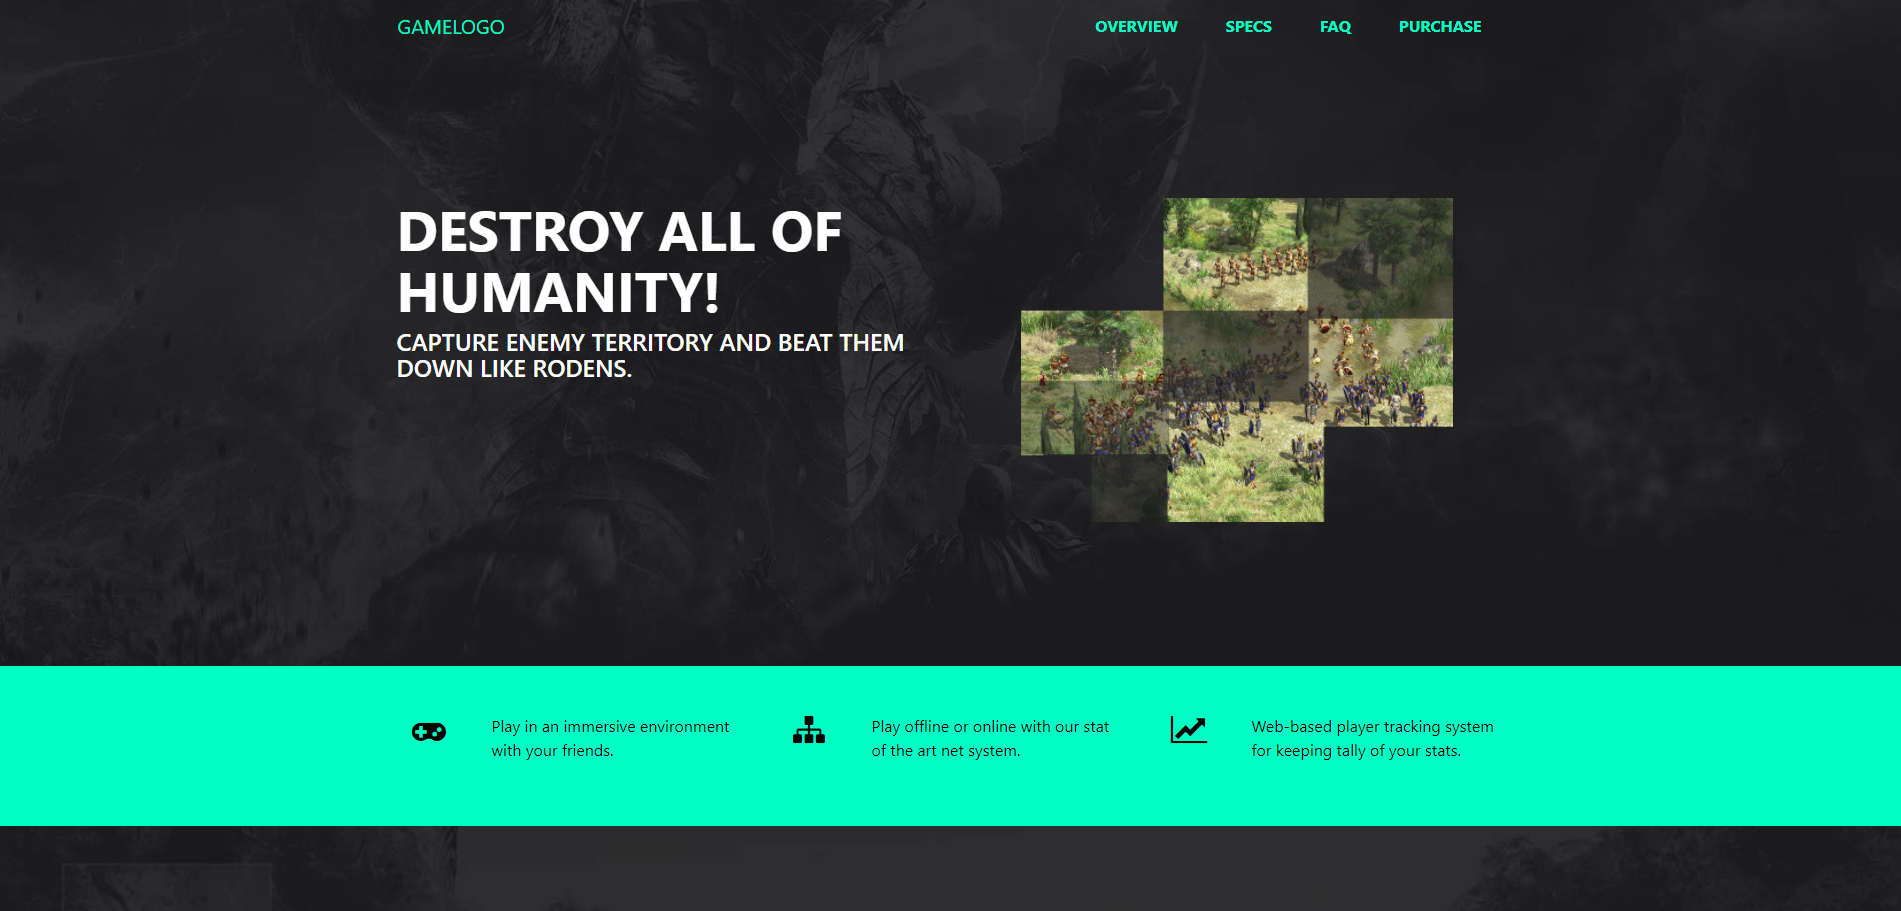 GAMELOGO
OVERVIEW SPECS FAQ PURCHASE
DESTROY ALL OF
HUMANITY!
CAPTURE ENEMY TERRITORY AND BEAT THEM
DOWN LIKE RODENS.
Play in an immersive environment
with your friends.
Play offline or online with our stat
of the art net system.
Web-based player tracking system
for keeping tally of your stats.